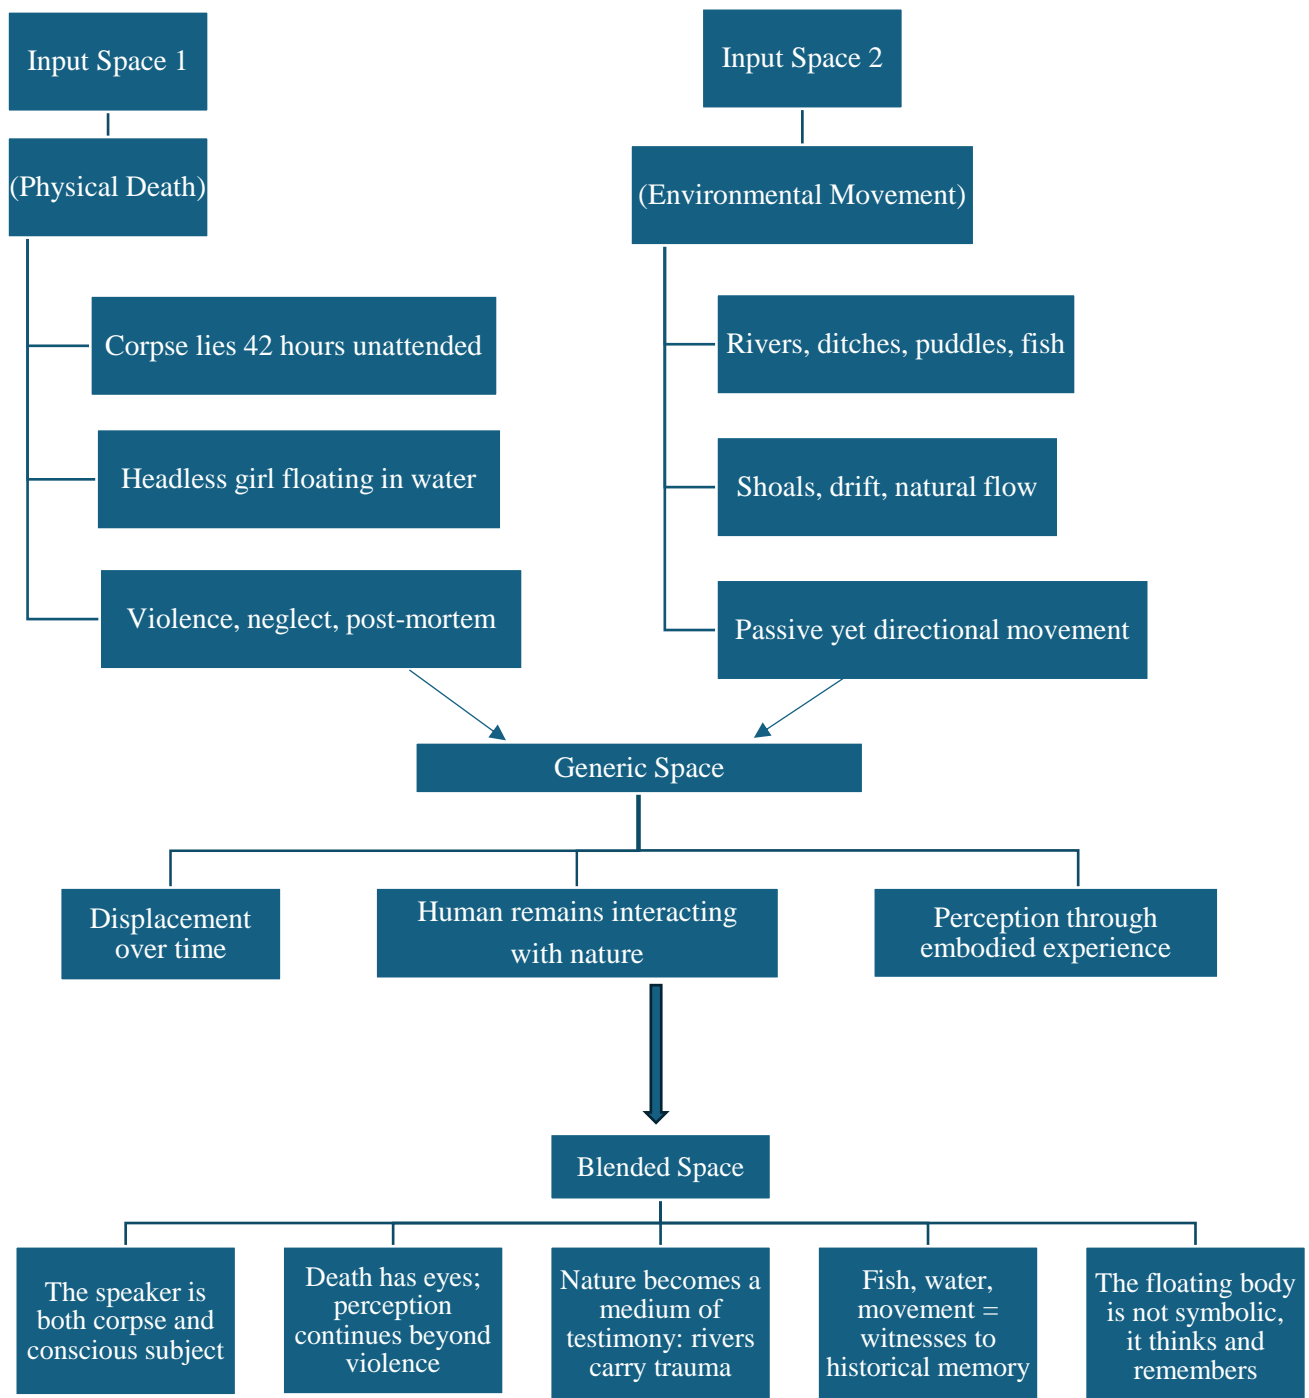 Input Space 1
(Physical Death)
Corpse lies 42 hours unattended
Headless girl floating in water
Violence, neglect, post-mortem
Input Space 2
(Environmental Movement)
Rivers, ditches, puddles, fish
Shoals, drift, natural flow
Passive yet directional movement
Generic Space
Displacement
over time
Human remains interacting
with nature
Perception through
embodied experience
Blended Space
The speaker is
both corpse and
conscious subject
Death has eyes;
perception
continues beyond
violence
Nature becomes a
medium of
testimony: rivers
carry trauma
Fish, water,
movement =
witnesses to
historical memory
The floating body
is not symbolic,
it thinks and
remembers